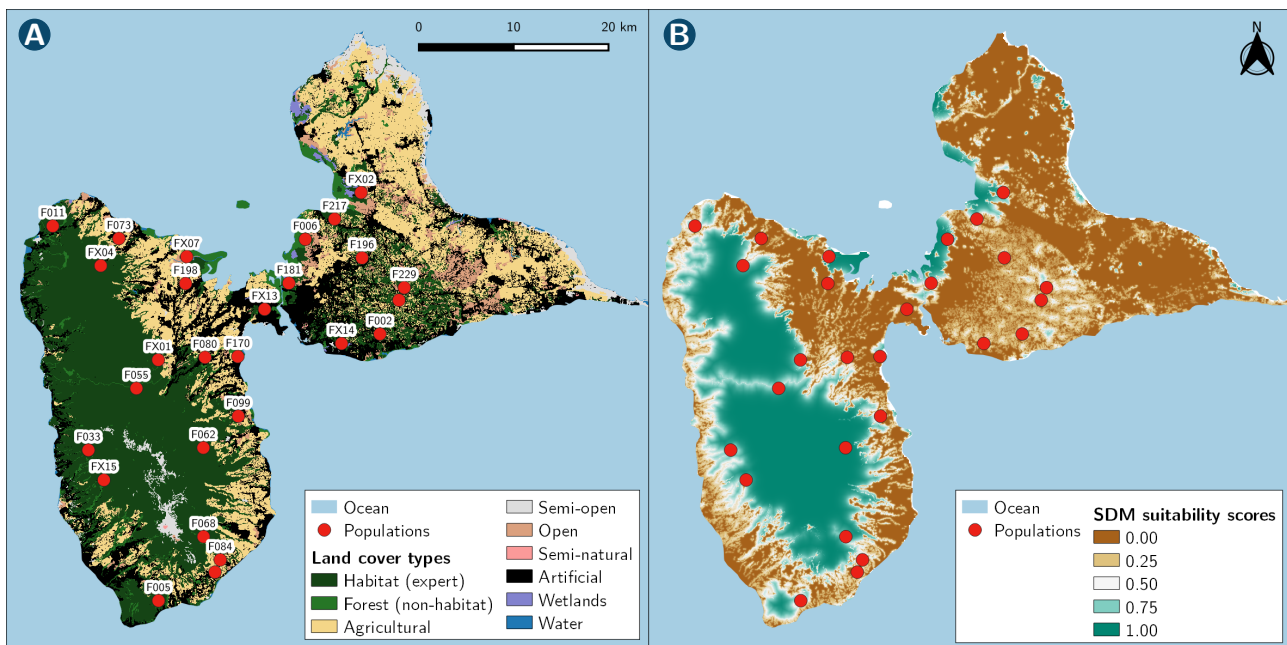 A
0 10 20 km
FX02
F217
F011
F073
F006
FX07
F196
FX04
F198
F181
F229
FX13
F002
FX14
FX01
F080
F170
F055
F099
F033
F062
FX15
F068
F084
F005
Ocean
Populations
Land cover types
Habitat (expert)
Forest (non-habitat)
Agricultural
Semi-open
Open
Semi-natural
Artificial
Wetlands
Water
B
N
Ocean
Populations
SDM suitability scores
0.00
0.25
0.50
0.75
1.00